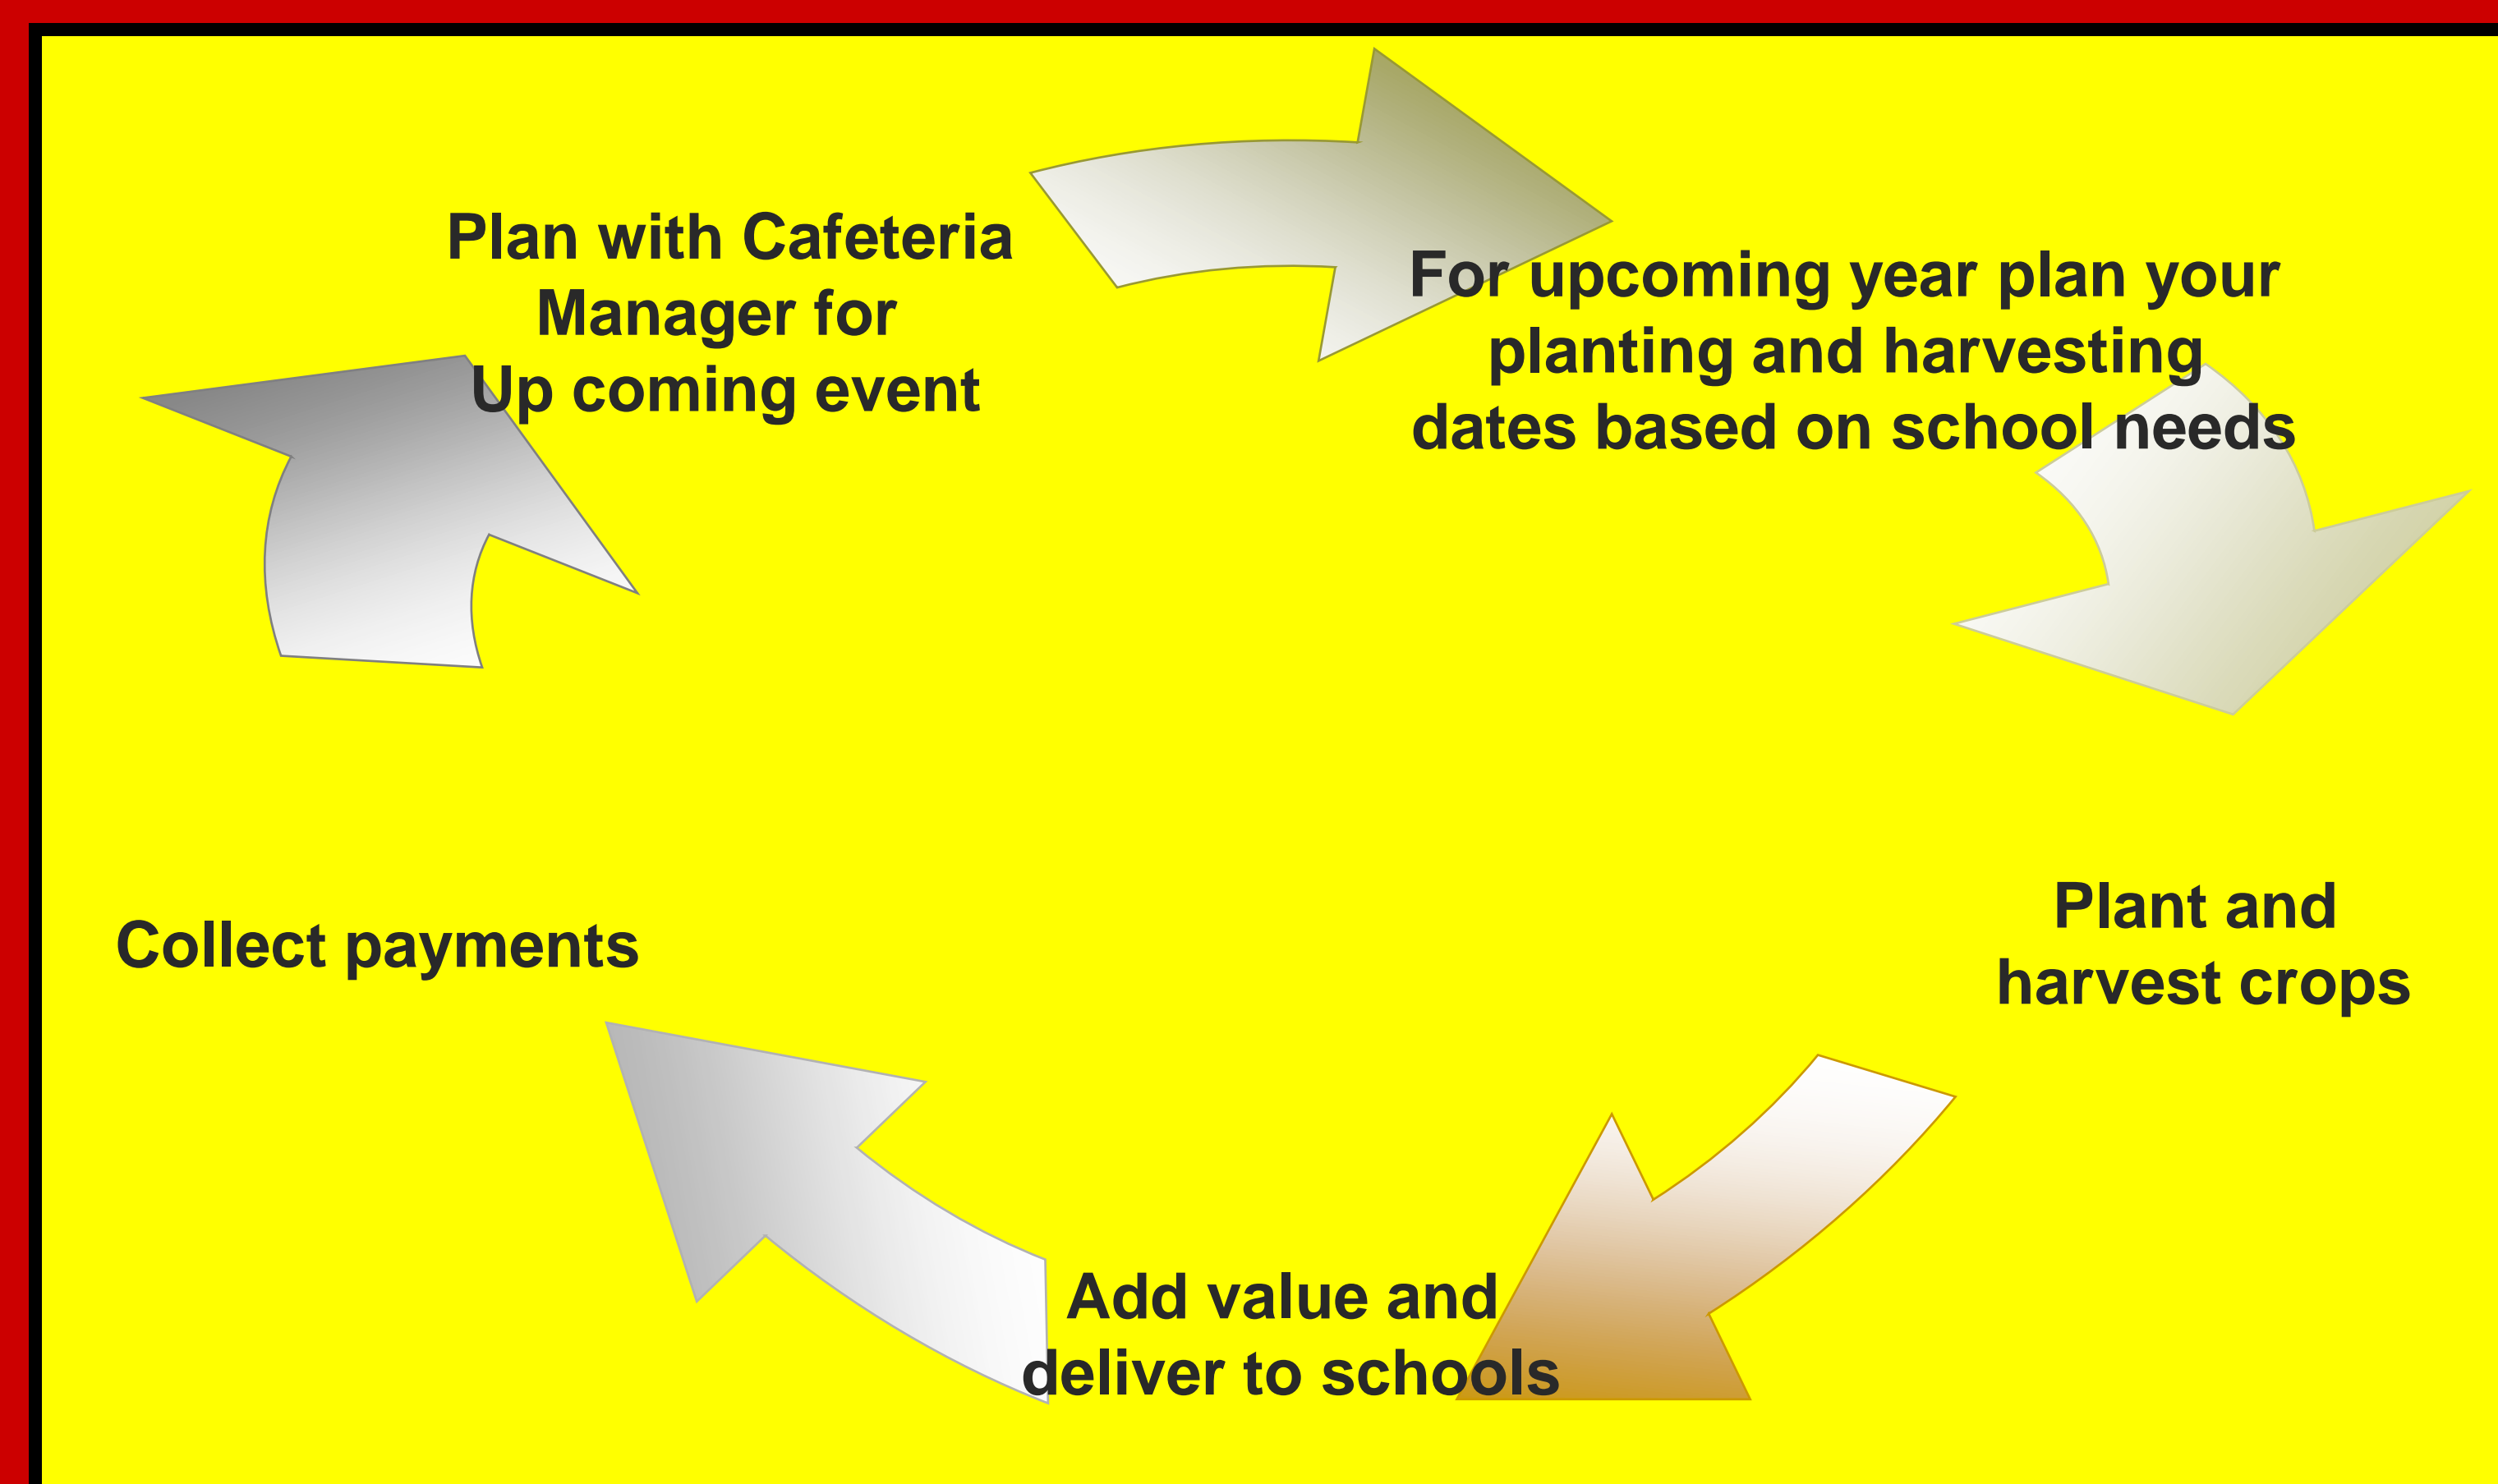 Plan with Cafeteria
Manager for
Up coming event
For upcoming year plan your
planting and harvesting
dates based on school needs
Plant and
harvest crops
Add value and
deliver to schools
Collect payments